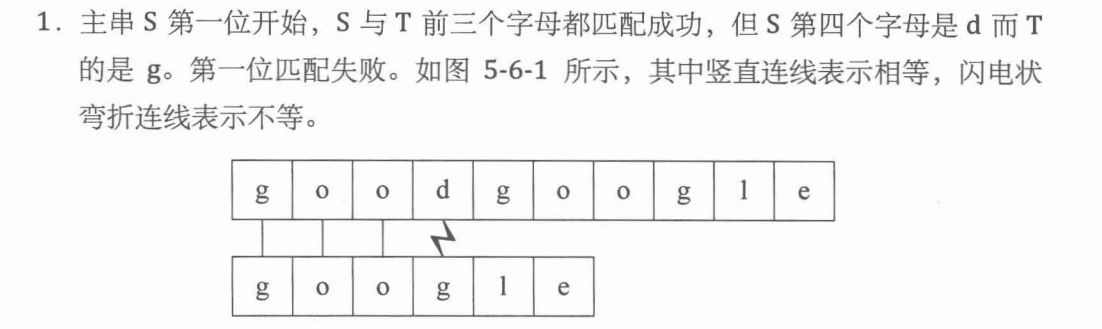 1. 主串 S 第一位开始，S 与 T 前三个字母都匹配成功，但 S 第四个字母是 d 而 T
的是 g。第一位匹配失败。如图 5-6-1 所示，其中竖直连线表示相等，闪电状
弯折连线表示不等。
g o o d g o o g l e
g o o g l e